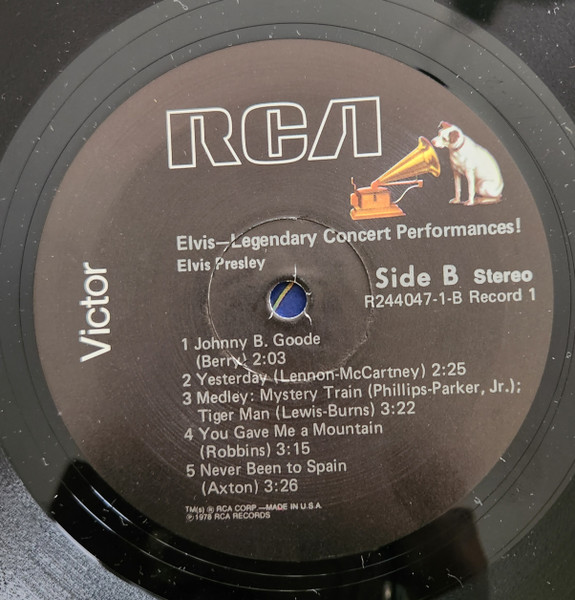 RCA
Victor
Elvis—Legendary Concert Performances!
Elvis Presley
Side B Stereo
R244047-1-B Record 1
1 Johnny B. Goode
(Berry) 2:03
2 Yesterday (Lennon-McCartney) 2:25
3 Medley: Mystery Train (Phillips-Parker, Jr.);
Tiger Man (Lewis-Burns) 3:22
4 You Gave Me a Mountain
(Robbins) 3:15
5 Never Been to Spain
(Axton) 3:26
TM(s) ® RCA CORP.—MADE IN U.S.A.
℗ 1978 RCA RECORDS